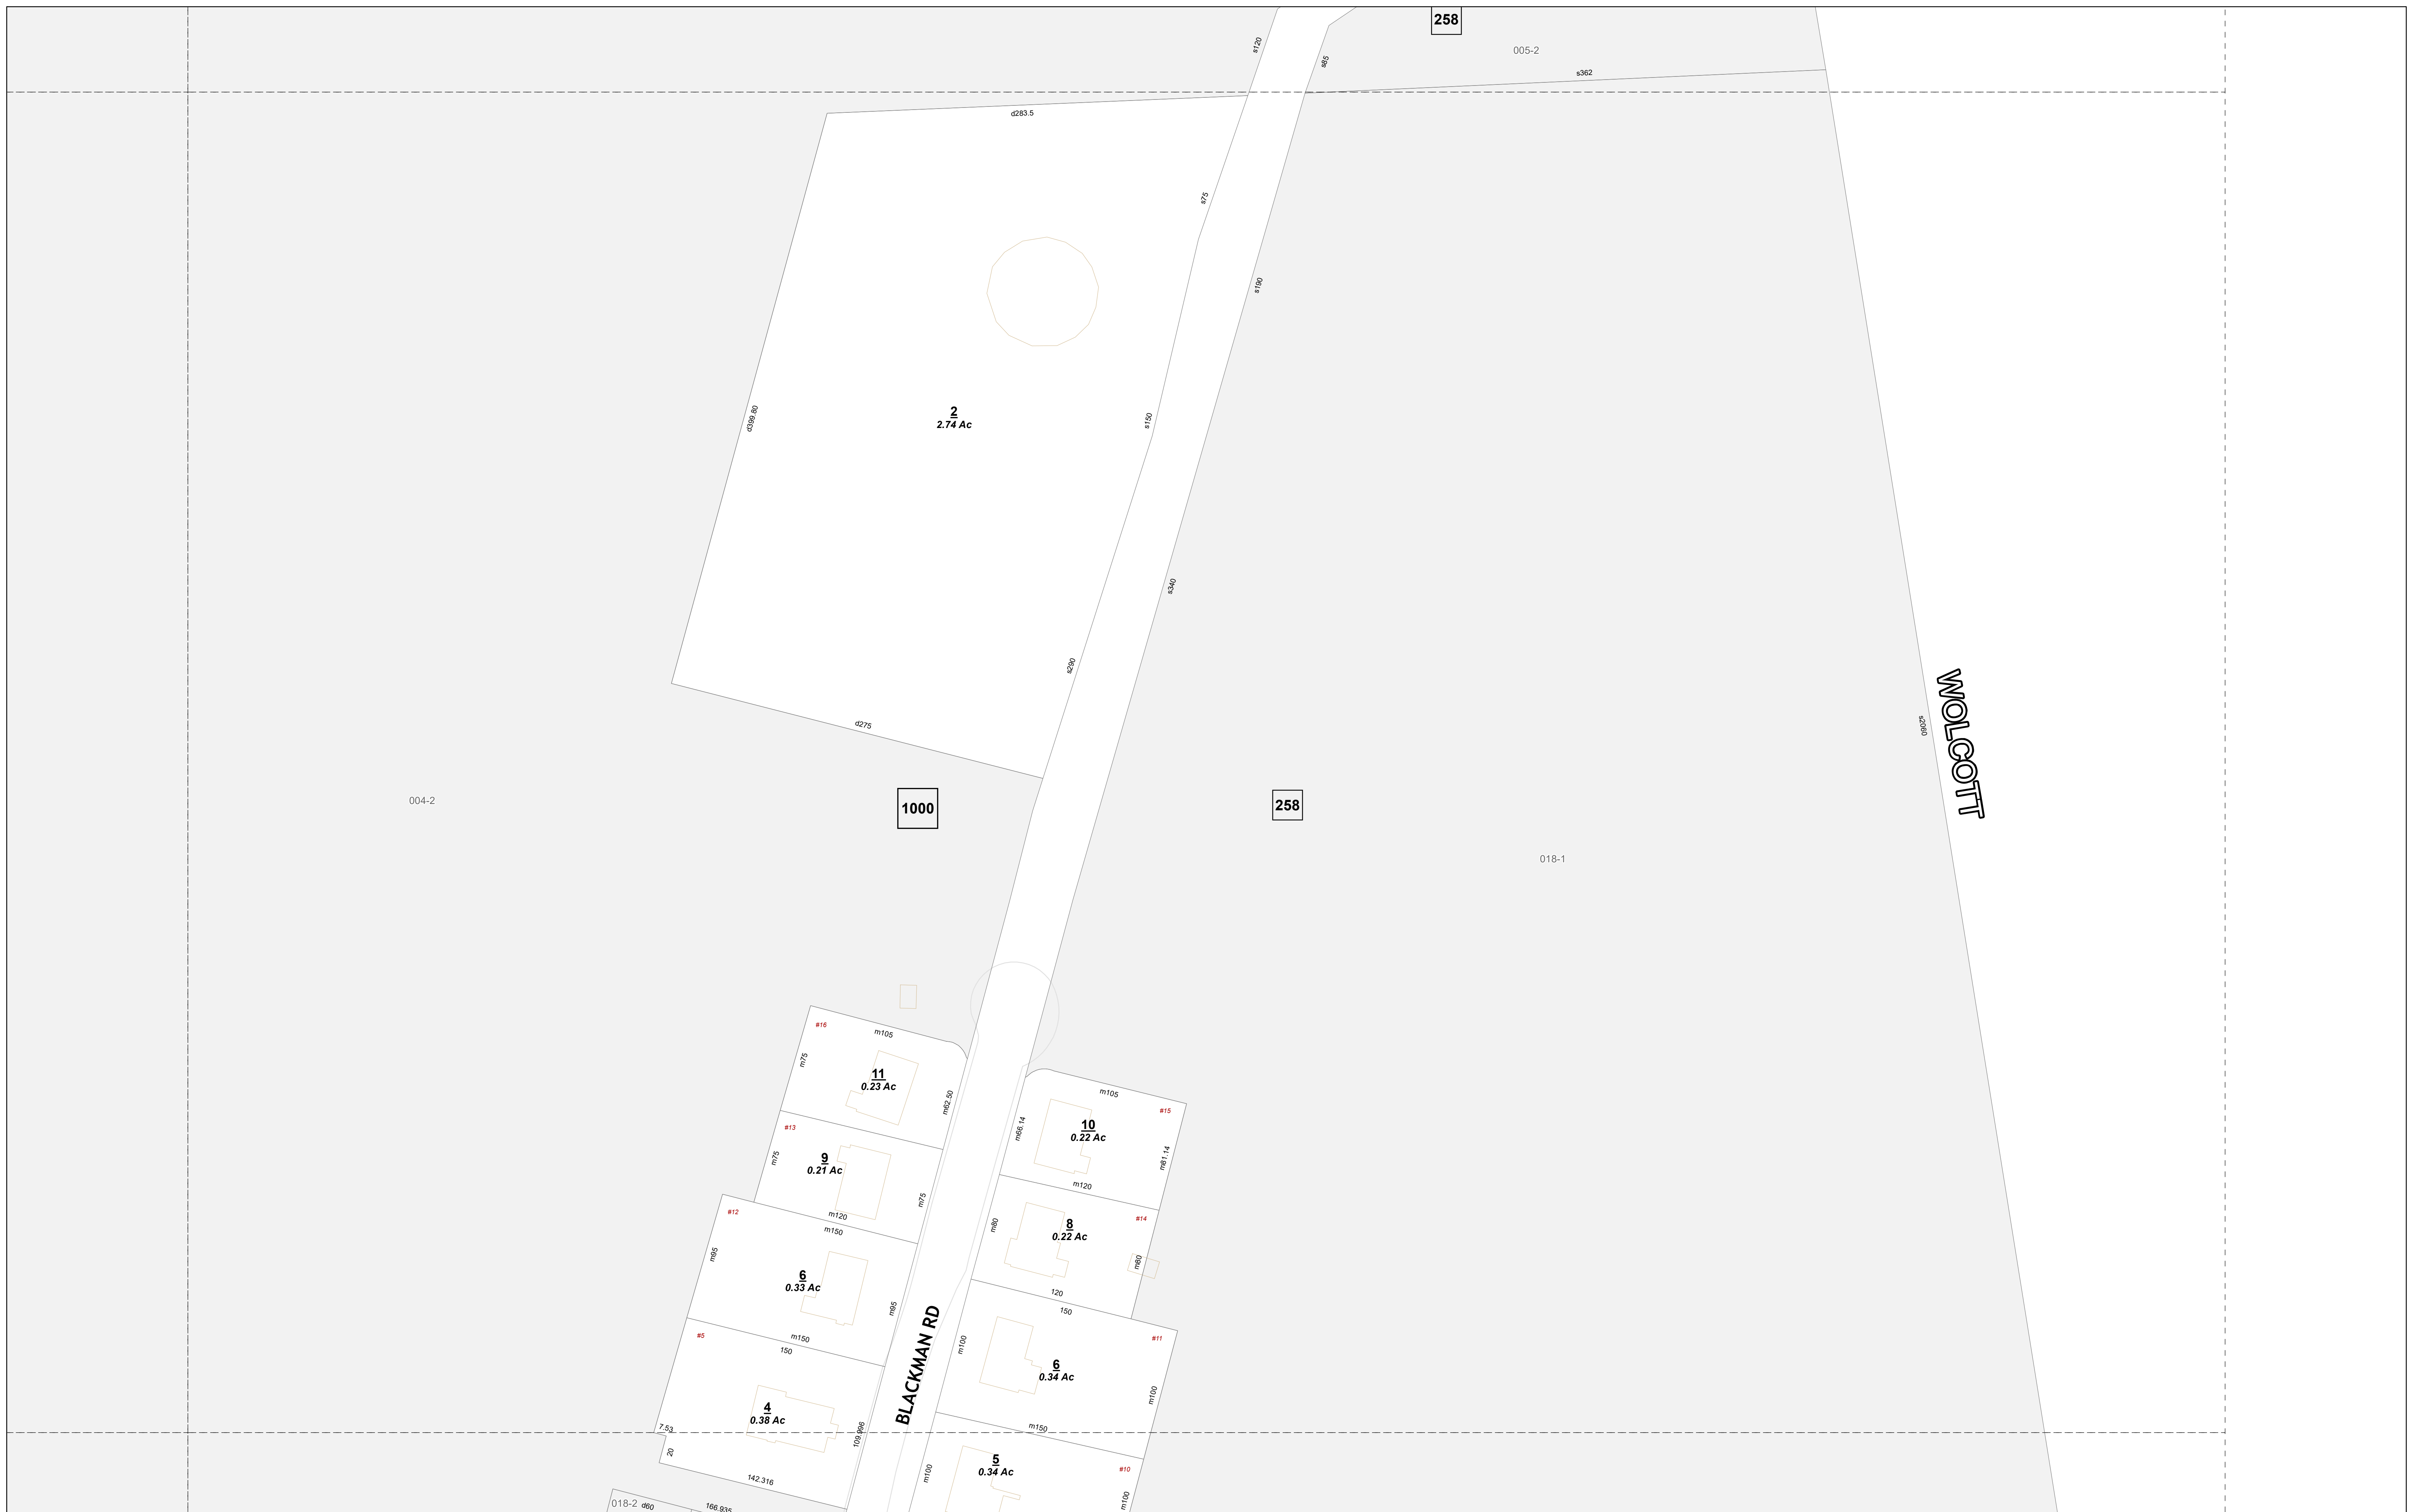 258
s120
005-2
s85
s362
d283.5
s75
s190
d399.80
2
2.74 Ac
s150
s340
s290
d275
WOLCOTT
s2060
004-2
1000
258
018-1
#16
m105
m75
11
0.23 Ac
m62.50
m105
#15
#13
m66.14
10
0.22 Ac
m81.14
m75
9
0.21 Ac
m75
m120
#12
m120
m150
#14
m80
8
0.22 Ac
m80
m95
6
0.33 Ac
120
m95
150
#5
m150
#11
150
m100
6
0.34 Ac
BLACKMAN RD
m100
4
0.38 Ac
7.53
109.996
m150
20
5
0.34 Ac
#10
m100
142.316
m100
018-2
d60
166.935